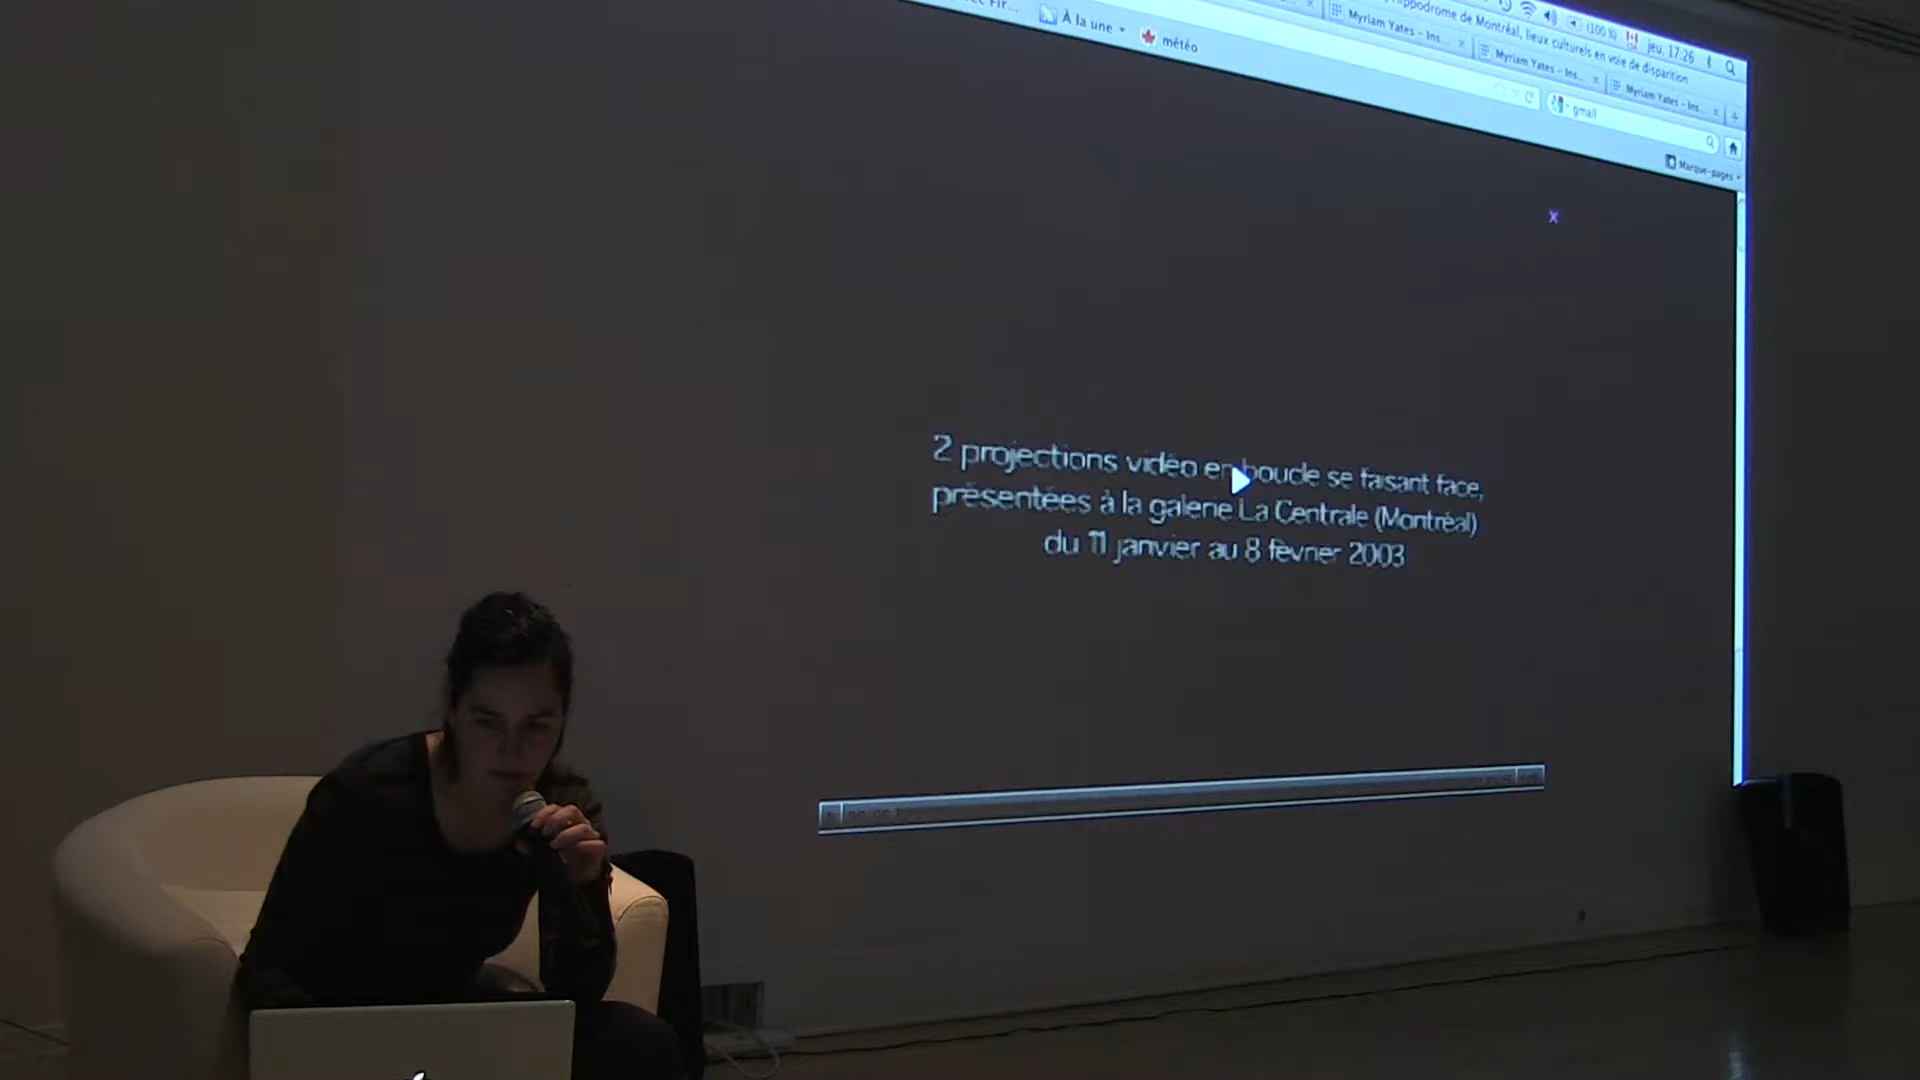 À la une
météo
Hippodrome de Montréal, lieux culturels en voie de disparition
(100 %)
jeu. 17:26
Myriam Yates – Ins...
Myriam Yates – Ins...
Myriam Yates – Ins...
gmail
Marque-pages
x
2 projections vidéo en boucle se faisant face,
présentées à la galerie La Centrale (Montréal)
du 11 janvier au 8 février 2003